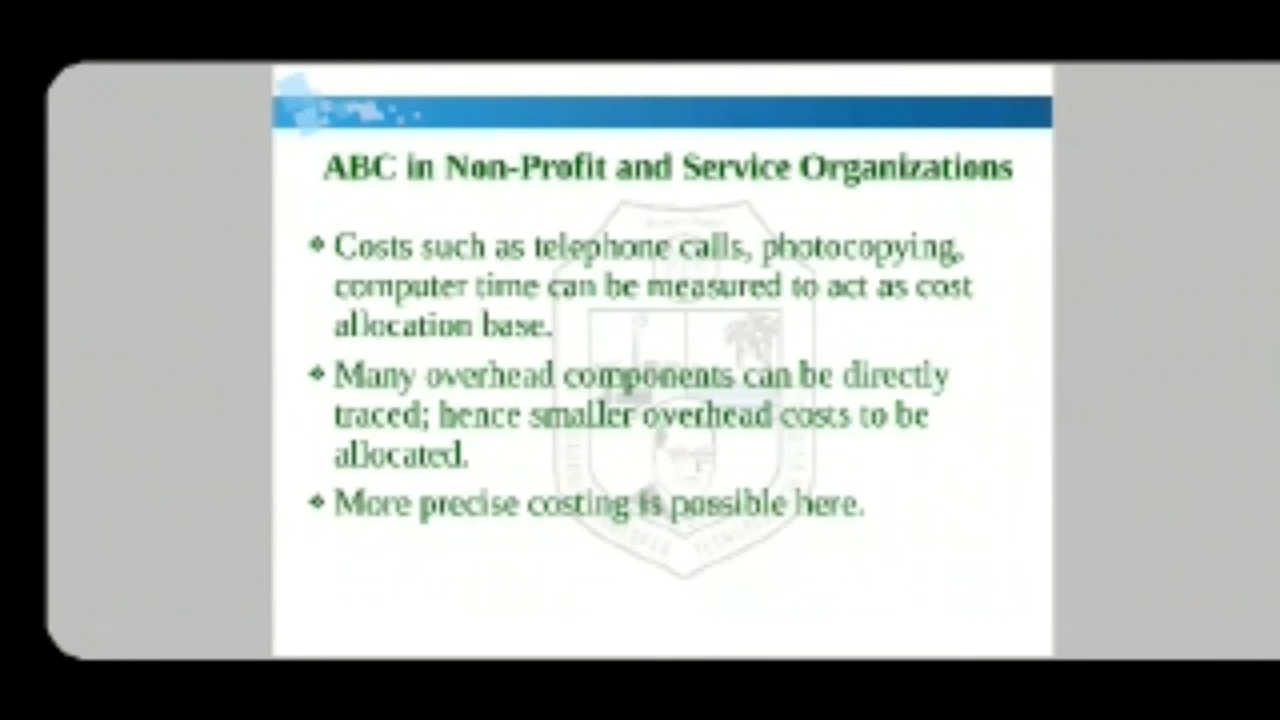 ABC in Non-Profit and Service Organizations
Costs such as telephone calls, photocopying,
computer time can be measured to act as cost
allocation base.
Many overhead components can be directly
traced; hence smaller overhead costs to be
allocated.
More precise costing is possible here.